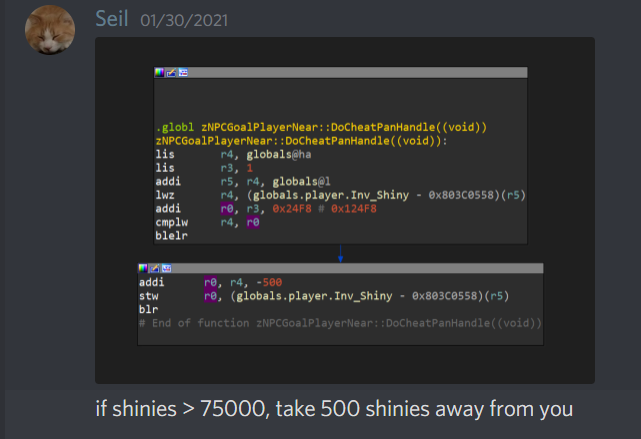 Seil 01/30/2021
.globl zNPCGoalPlayerNear::DoCheatPanHandle((void))
zNPCGoalPlayerNear::DoCheatPanHandle((void)):
lis r4, globals@ha
lis r3, 1
addi r5, r4, globals@l
lwz r4, (globals.player.Inv_Shiny - 0x803C0558)(r5)
addi r0, r3, 0x24F8 # 0x124F8
cmplw r4, r0
blelr
addi r0, r4, -500
stw r0, (globals.player.Inv_Shiny - 0x803C0558)(r5)
blr
# End of function zNPCGoalPlayerNear::DoCheatPanHandle((void))
if shinies > 75000, take 500 shinies away from you